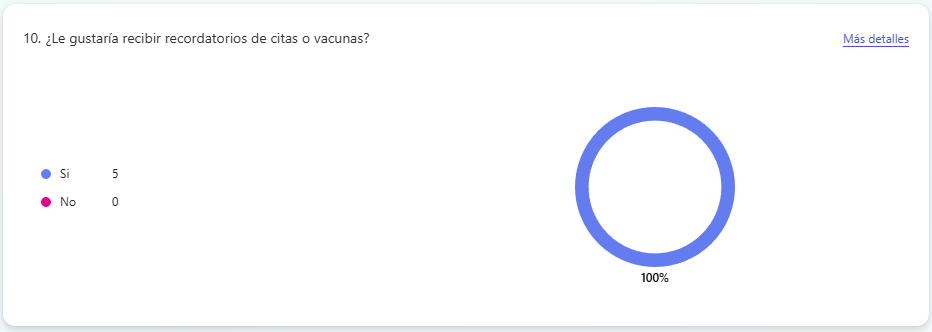 10. ¿Le gustaría recibir recordatorios de citas o vacunas?
Más detalles
Si 5
No 0
100%